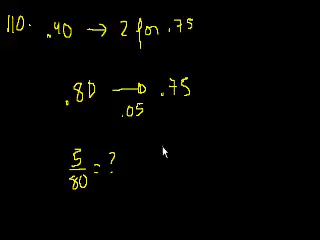 110. .40 → 2 for .75
.80 → .75
.05
5/80 = ?